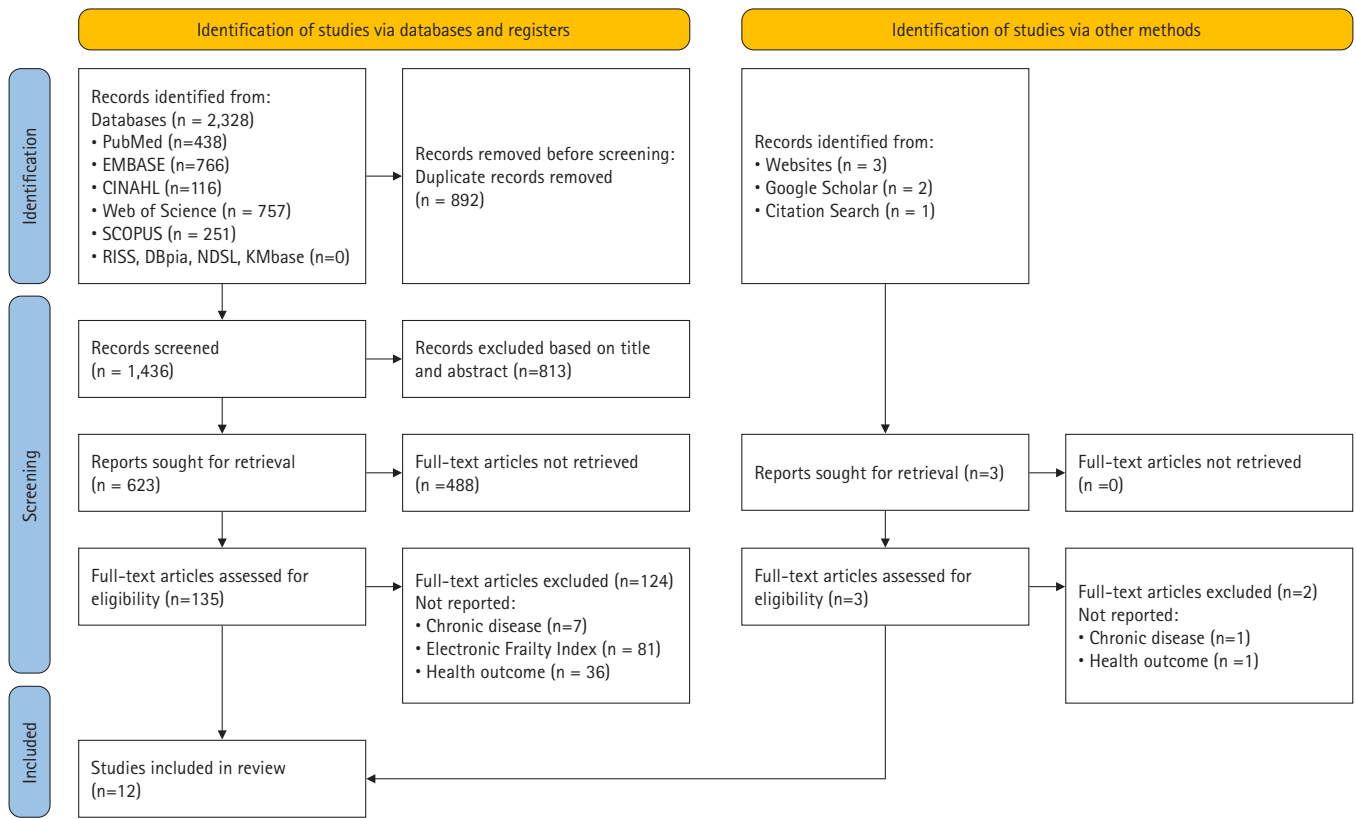 Identification of studies via databases and registers
Identification of studies via other methods
Identification
Records identified from:
Databases (n = 2,328)
• PubMed (n=438)
• EMBASE (n=766)
• CINAHL (n=116)
• Web of Science (n = 757)
• SCOPUS (n = 251)
• RISS, DBpia, NDSL, KMbase (n=0)
Records removed before screening:
Duplicate records removed
(n = 892)
Records identified from:
• Websites (n = 3)
• Google Scholar (n = 2)
• Citation Search (n = 1)
Screening
Records screened
(n = 1,436)
Records excluded based on title
and abstract (n=813)
Reports sought for retrieval
(n = 623)
Full-text articles not retrieved
(n =488)
Reports sought for retrieval (n=3)
Full-text articles not retrieved
(n =0)
Full-text articles assessed for
eligibility (n=135)
Full-text articles excluded (n=124)
Not reported:
• Chronic disease (n=7)
• Electronic Frailty Index (n = 81)
• Health outcome (n = 36)
Full-text articles assessed for
eligibility (n=3)
Full-text articles excluded (n=2)
Not reported:
• Chronic disease (n=1)
• Health outcome (n =1)
Included
Studies included in review
(n=12)